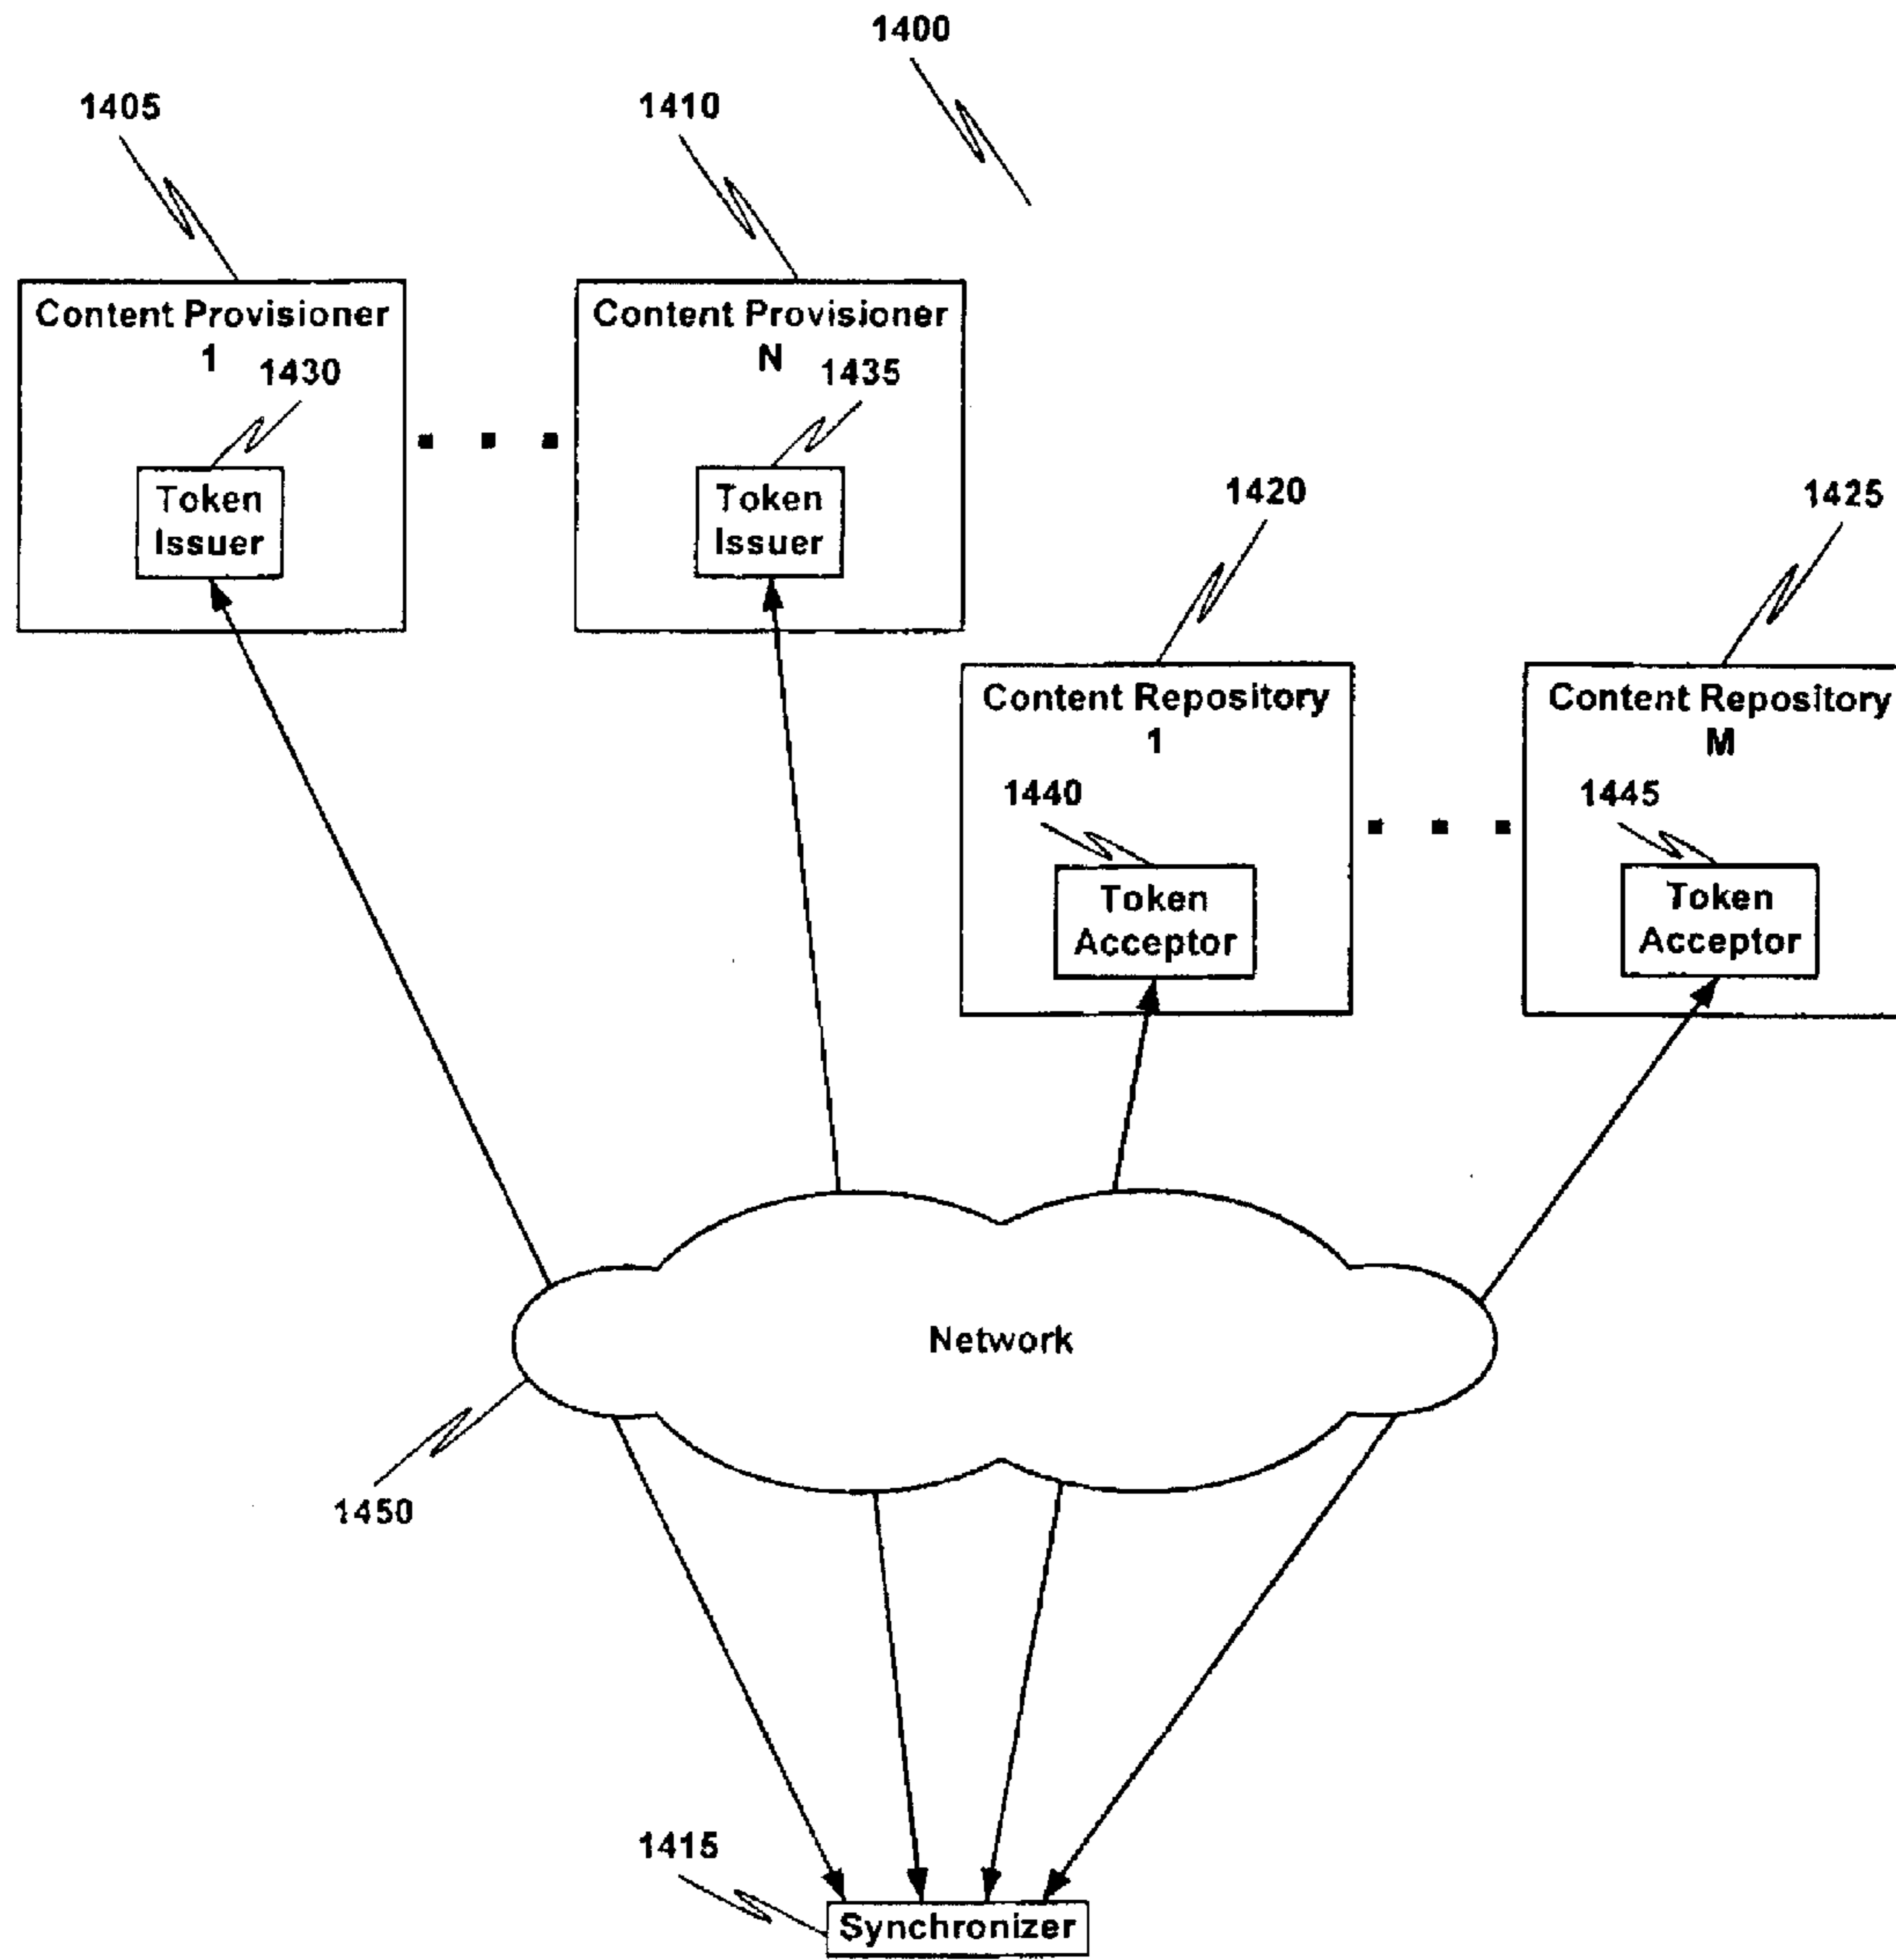 1400
1405
1410
Content Provisioner
1
1430
Token
Issuer
Content Provisioner
N
1435
Token
Issuer
1420
1425
Content Repository
1
1440
Token
Acceptor
Content Repository
M
1445
Token
Acceptor
Network
1450
1415
Synchronizer